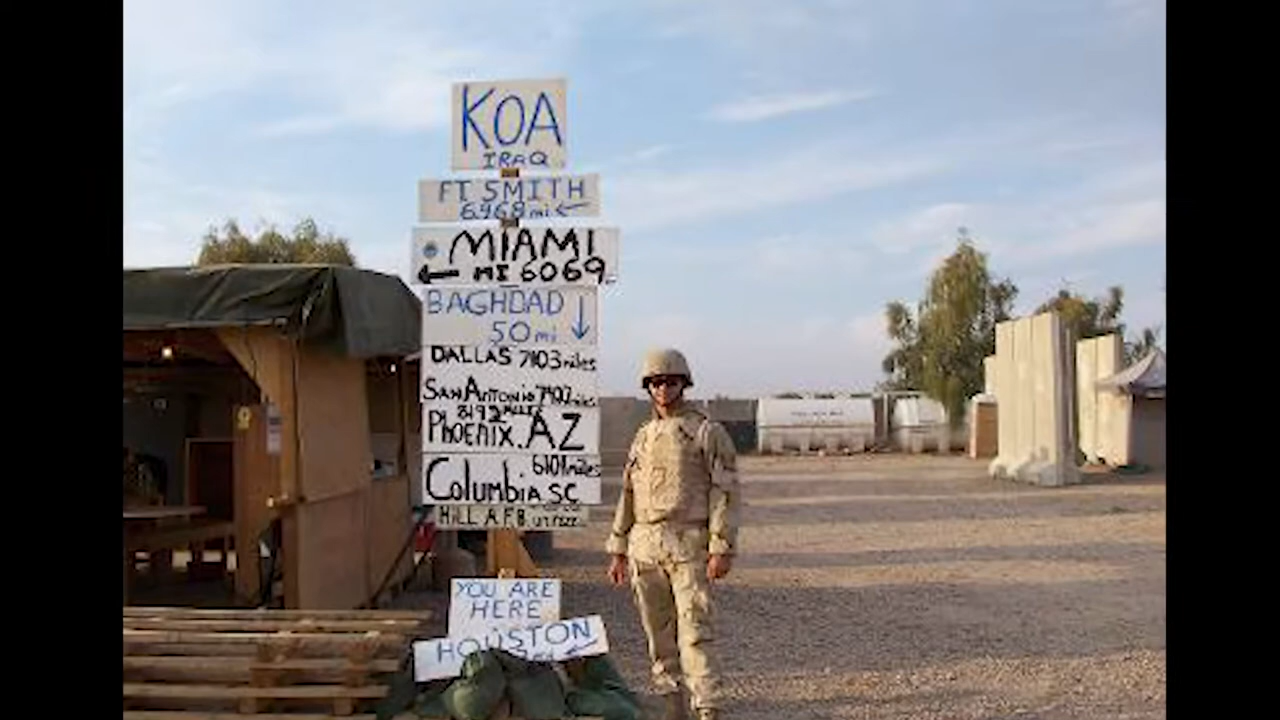 KOA
IRAQ
FT SMITH
6968 mi ←
MIAMI
← MI 6069
BAGHDAD ↓
50 mi
DALLAS 7103 miles
SAN ANTONIO miles
8192 MILES
PHOENIX. AZ
6101 miles
COLUMBIA SC
HILL A.F.B. UT
YOU ARE
HERE
HOUSTON
←